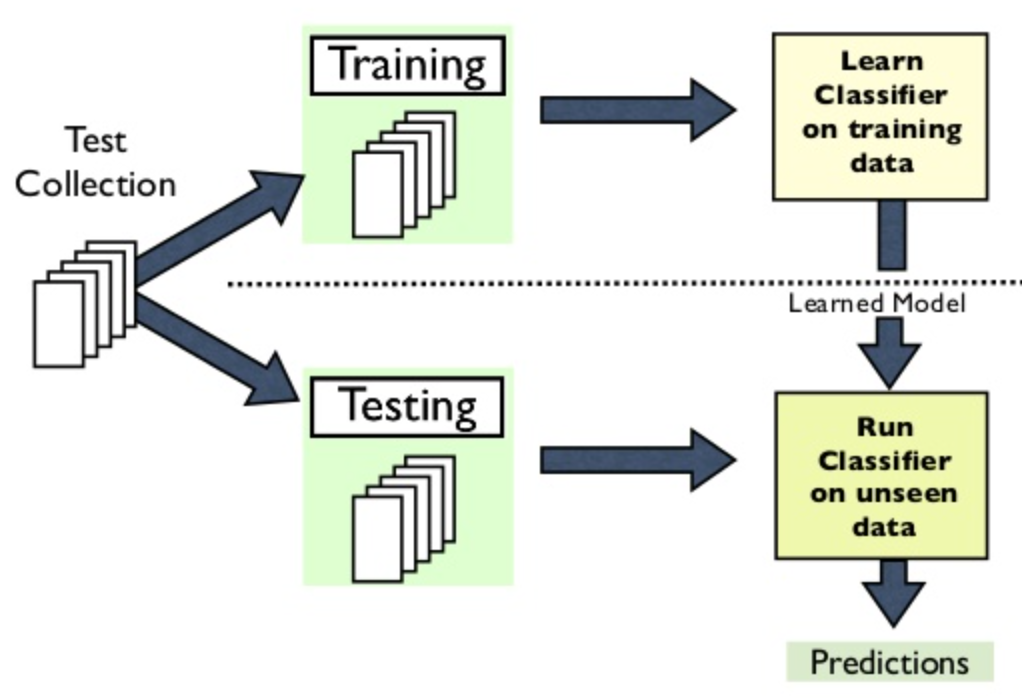 Test
Collection
Training
Learn
Classifier
on training
data
Learned Model
Testing
Run
Classifier
on unseen
data
Predictions